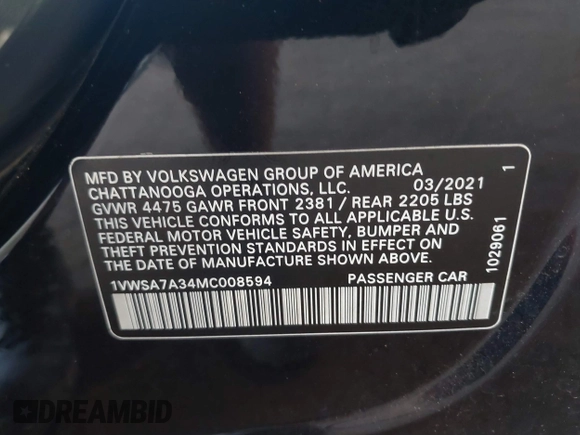 MFD BY VOLKSWAGEN GROUP OF AMERICA
CHATTANOOGA OPERATIONS, LLC. 03/2021
GVWR 4475 GAWR FRONT 2381 / REAR 2205 LBS
THIS VEHICLE CONFORMS TO ALL APPLICABLE U.S.
FEDERAL MOTOR VEHICLE SAFETY, BUMPER AND
THEFT PREVENTION STANDARDS IN EFFECT ON THE
DATE OF MANUFACTURE SHOWN ABOVE.
1VWSA7A34MC008594 PASSENGER CAR
1029061 1
DREAMBID